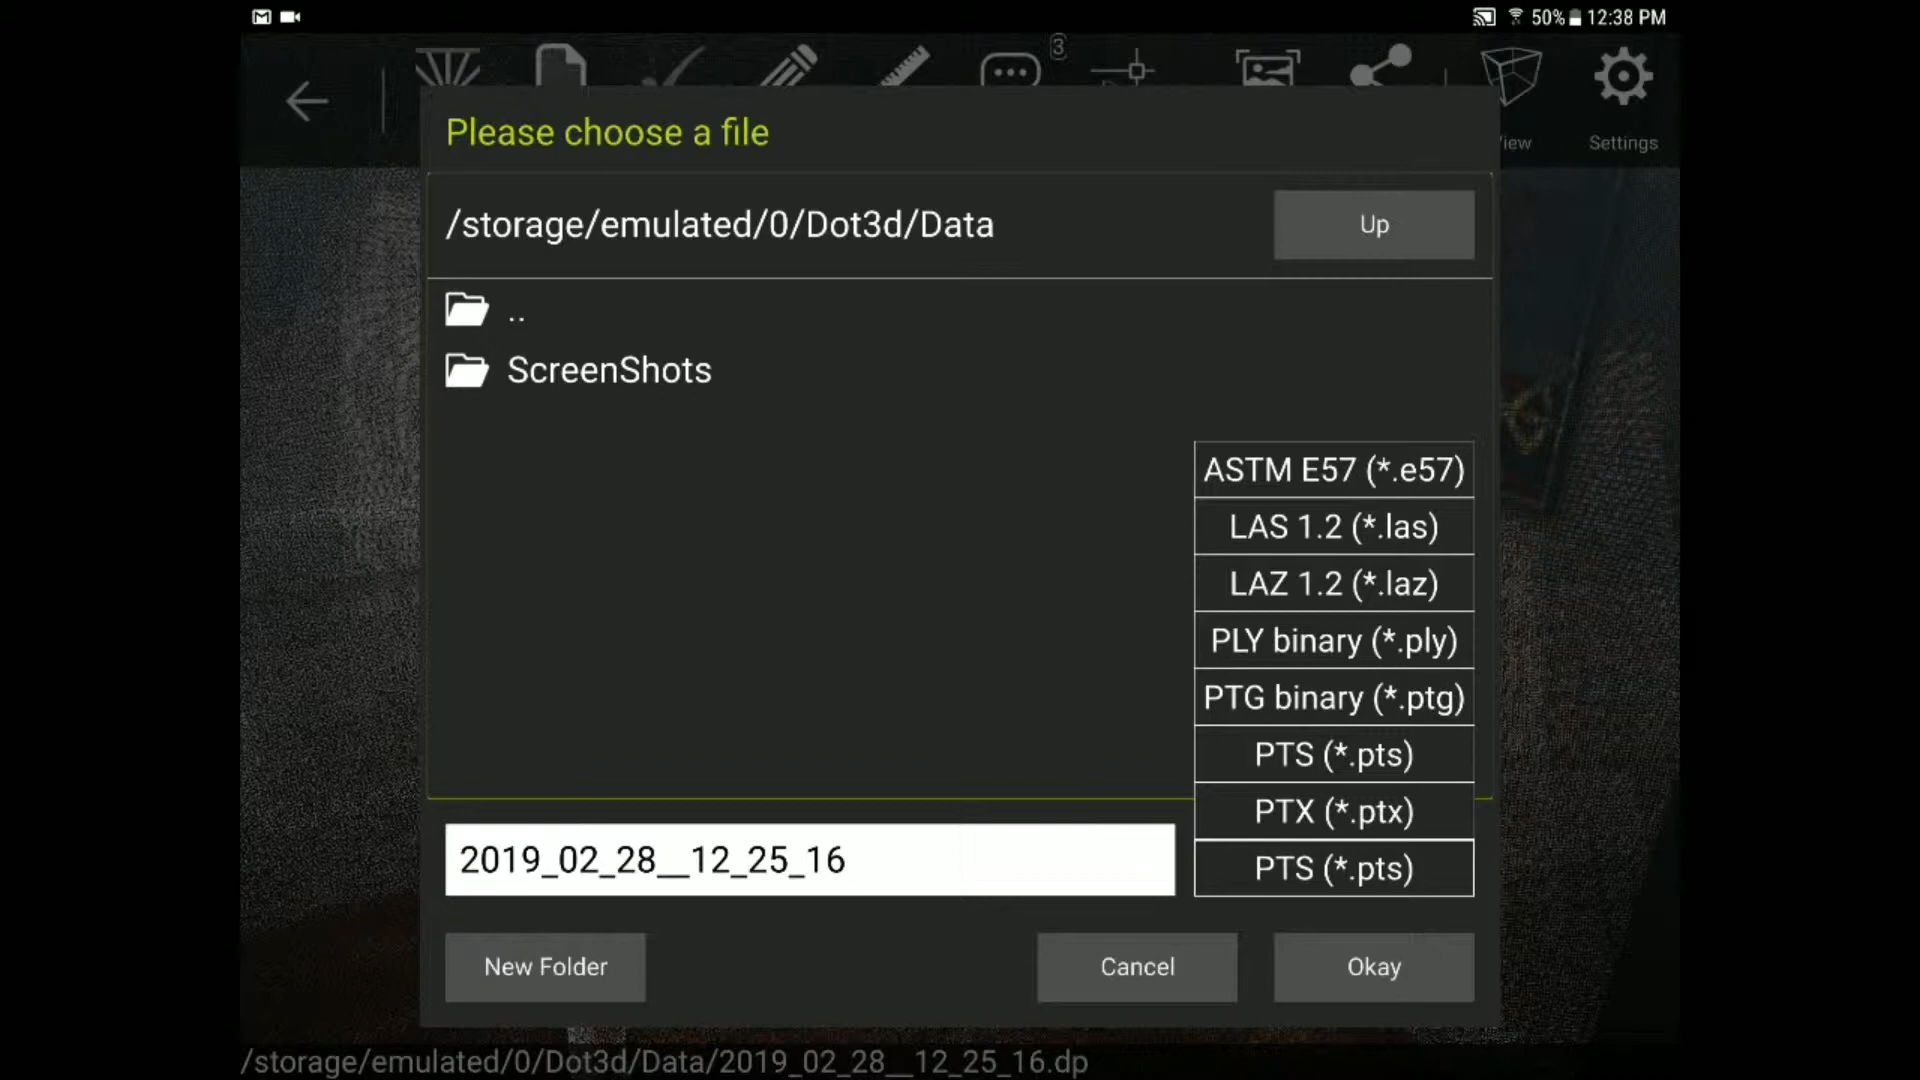 50% 12:38 PM
3
Settings
Please choose a file
/storage/emulated/0/Dot3d/Data
Up
..
ScreenShots
ASTM E57 (*.e57)
LAS 1.2 (*.las)
LAZ 1.2 (*.laz)
PLY binary (*.ply)
PTG binary (*.ptg)
PTS (*.pts)
PTX (*.ptx)
2019_02_28__12_25_16
PTS (*.pts)
New Folder
Cancel
Okay
/storage/emulated/0/Dot3d/Data/2019_02_28__12_25_16.dp